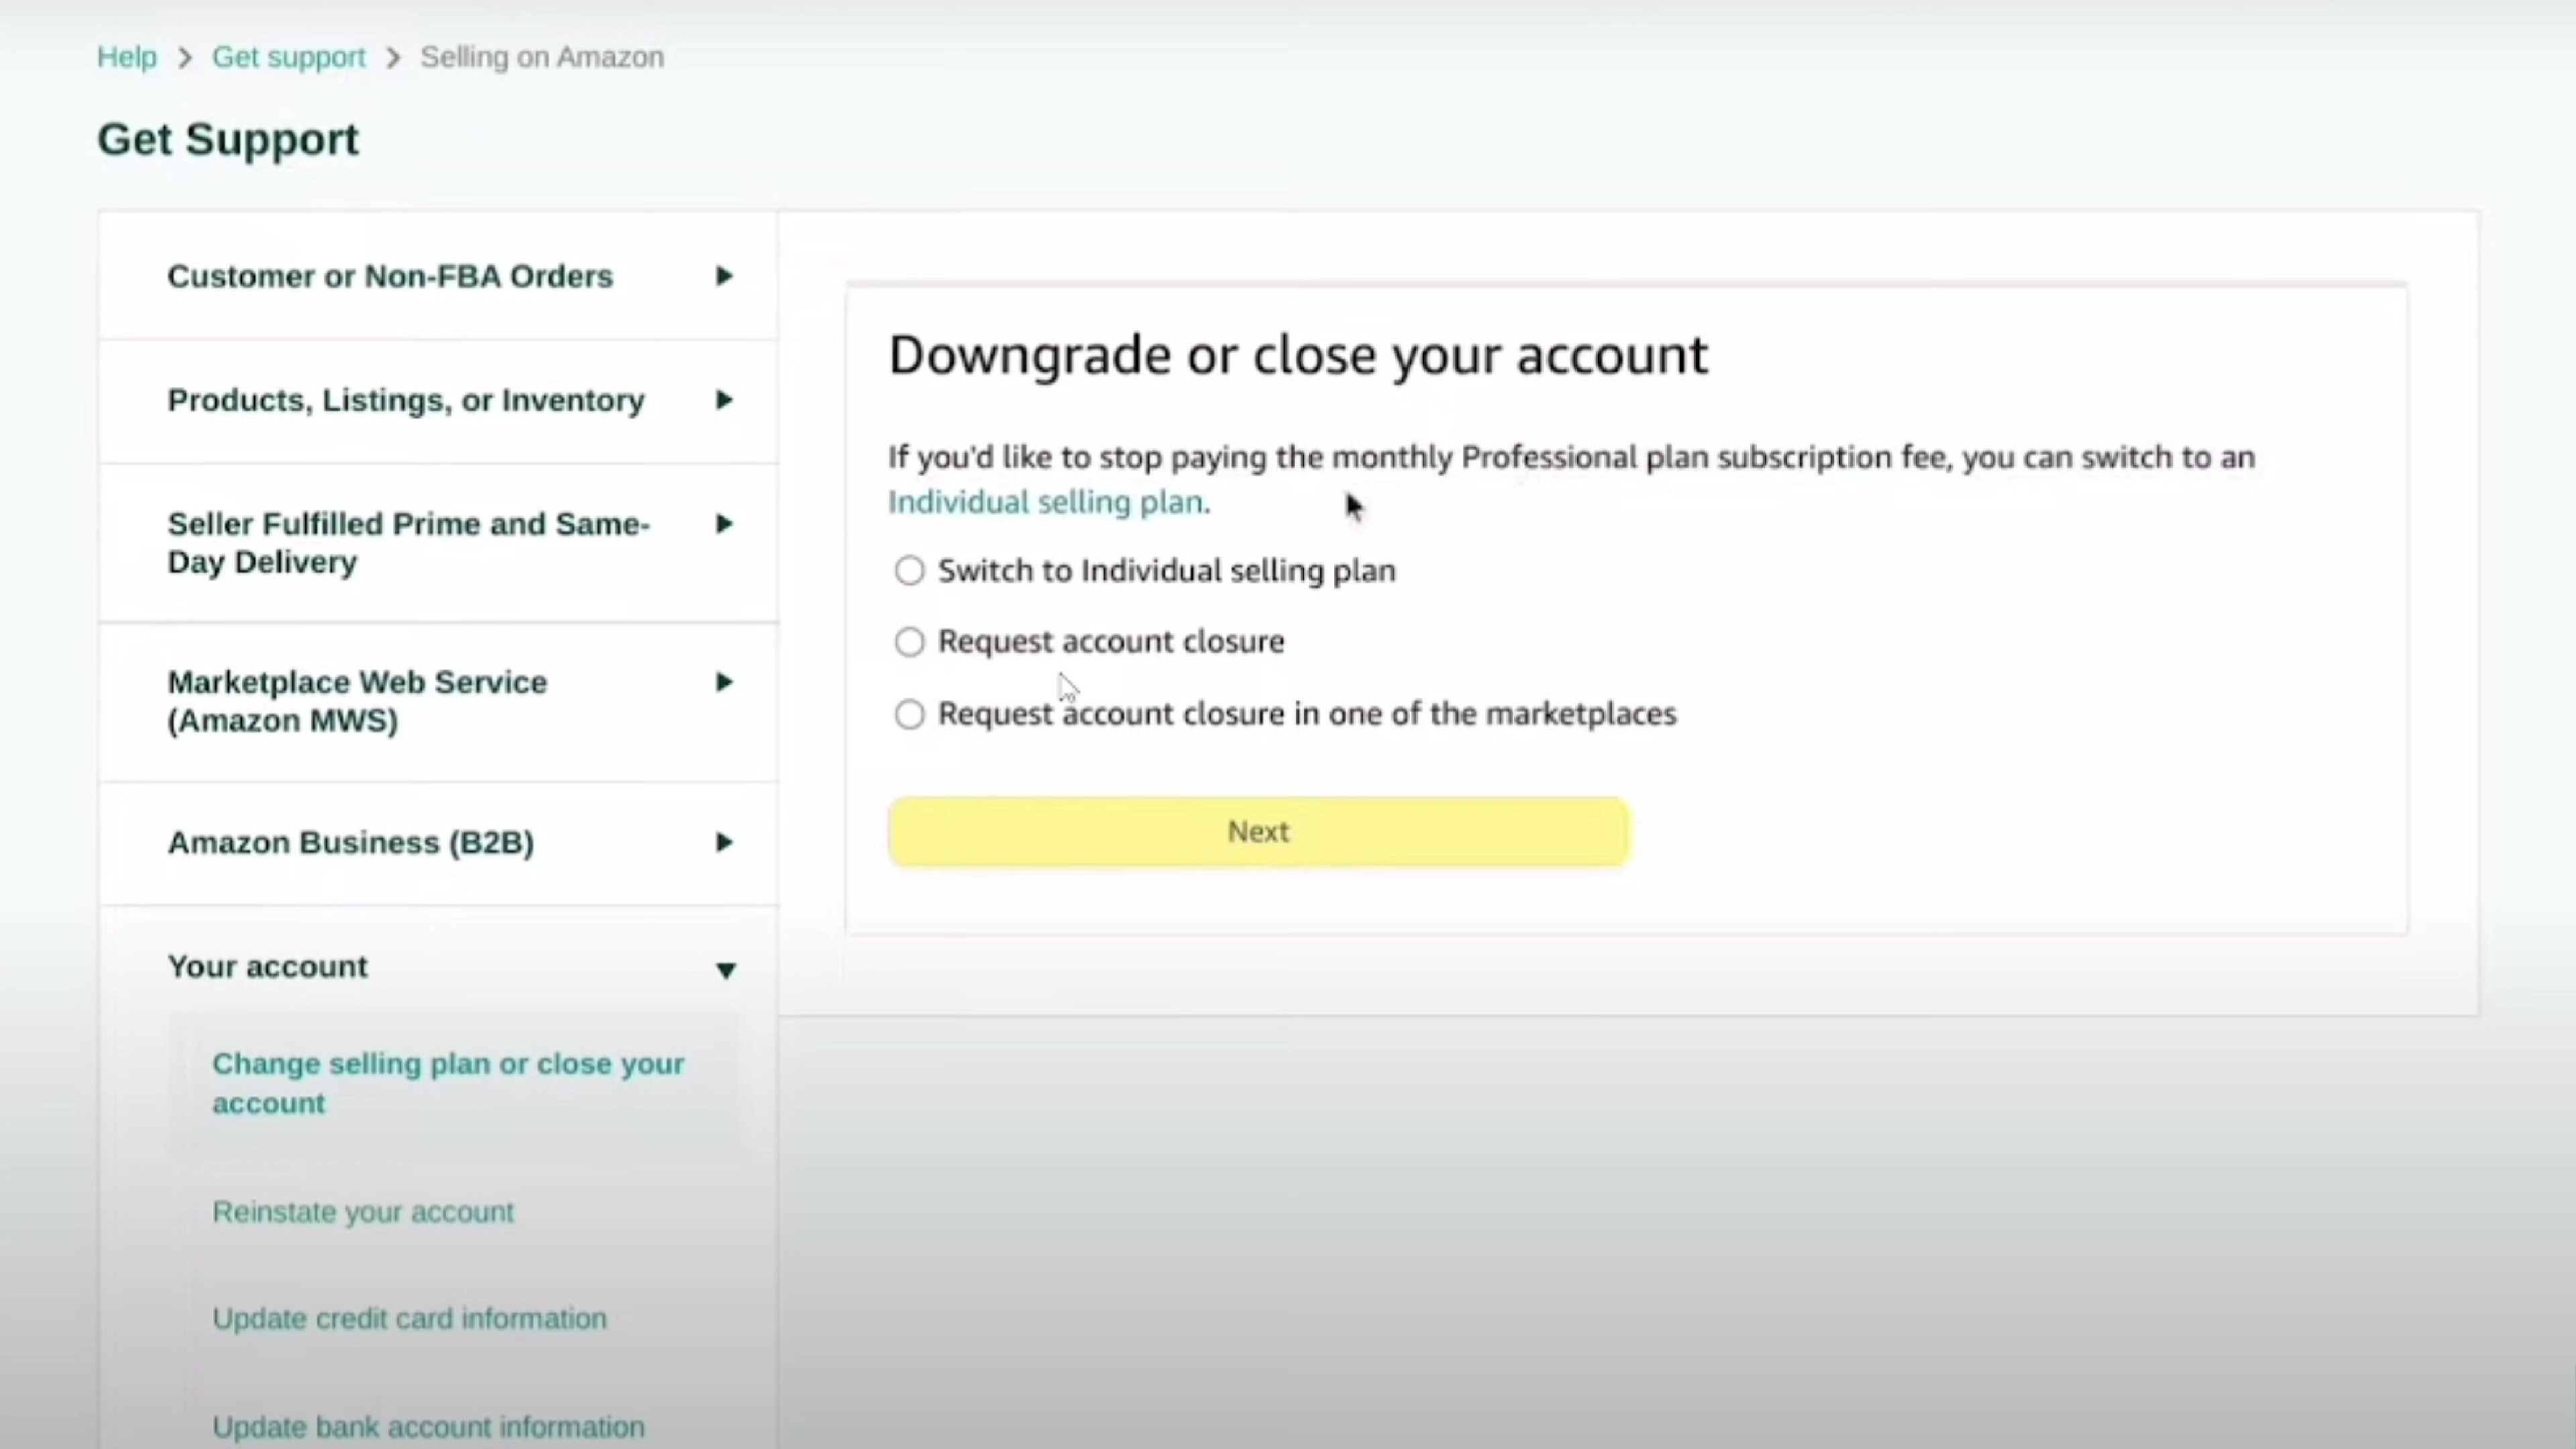 Help > Get support > Selling on Amazon
Get Support
Customer or Non-FBA Orders
Products, Listings, or Inventory
Seller Fulfilled Prime and Same-
Day Delivery
Marketplace Web Service
(Amazon MWS)
Amazon Business (B2B)
Your account
Change selling plan or close your
account
Reinstate your account
Update credit card information
Update bank account information
Downgrade or close your account
If you'd like to stop paying the monthly Professional plan subscription fee, you can switch to an
Individual selling plan.
Switch to Individual selling plan
Request account closure
Request account closure in one of the marketplaces
Next